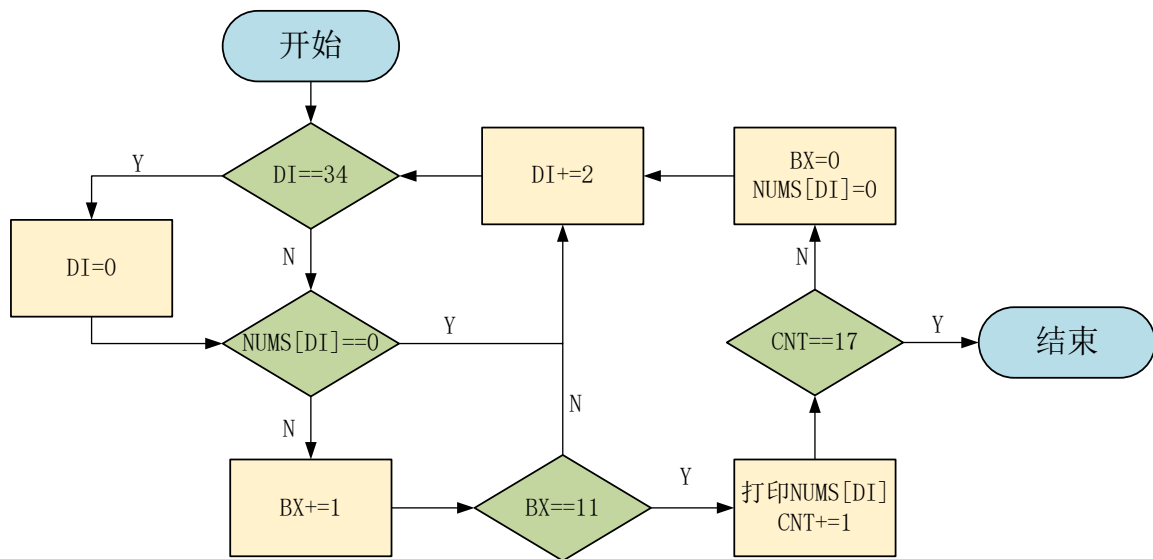 开始
Y
DI==34
DI+=2
BX=0
NUMS[DI]=0
DI=0
N
N
NUMS[DI]==0
Y
CNT==17
Y
结束
N
N
BX+=1
BX==11
Y
打印NUMS[DI]
CNT+=1